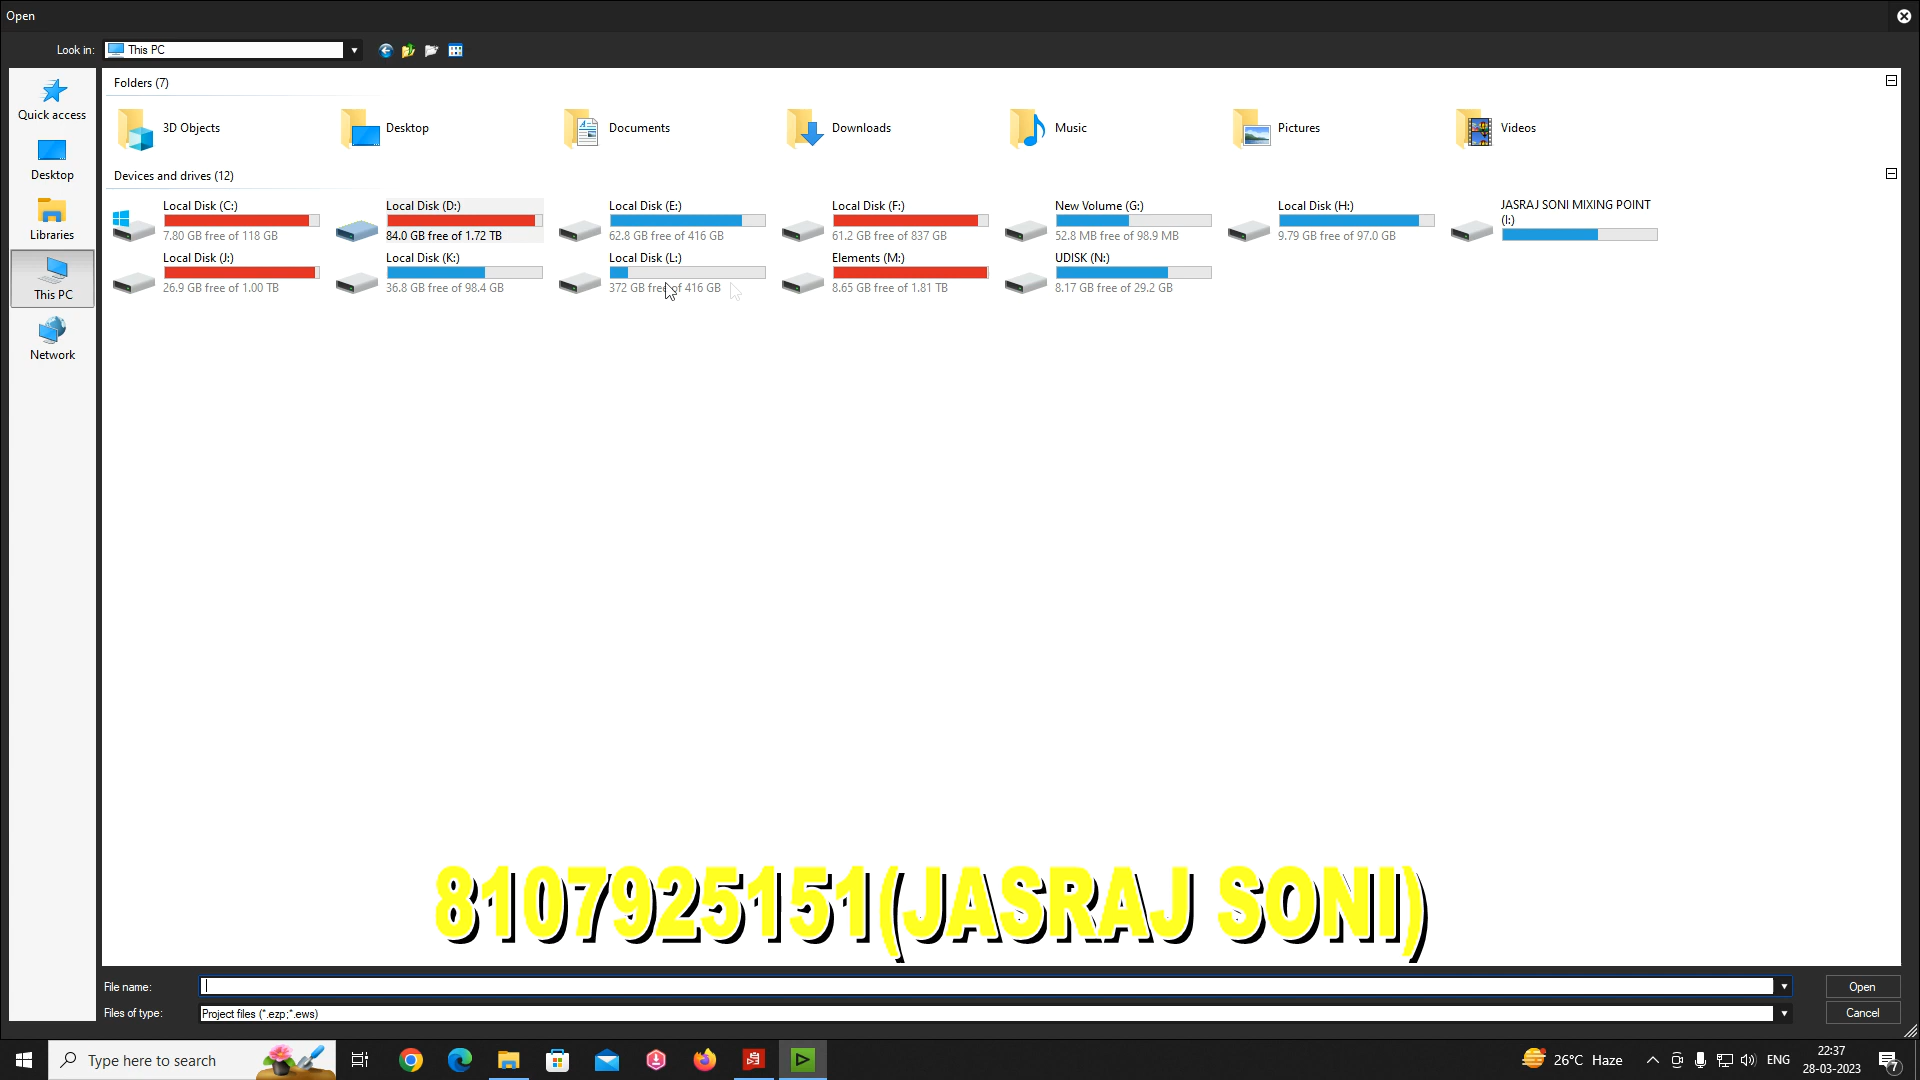 Open
Look in: This PC
Quick access
Desktop
Libraries
This PC
Network
Folders (7)
3D Objects
Desktop
Documents
Downloads
Music
Pictures
Videos
Devices and drives (12)
Local Disk (C:)
7.80 GB free of 118 GB
Local Disk (D:)
84.0 GB free of 1.72 TB
Local Disk (E:)
62.8 GB free of 416 GB
Local Disk (F:)
61.2 GB free of 837 GB
New Volume (G:)
52.8 MB free of 98.9 MB
Local Disk (H:)
9.79 GB free of 97.0 GB
JASRAJ SONI MIXING POINT
(I:)
Local Disk (J:)
26.9 GB free of 1.00 TB
Local Disk (K:)
36.8 GB free of 98.4 GB
Local Disk (L:)
372 GB free of 416 GB
Elements (M:)
8.65 GB free of 1.81 TB
UDISK (N:)
8.17 GB free of 29.2 GB
8107925151(JASRAJ SONI)
File name:
Open
Files of type: Project files (*.ezp;*.ews)
Cancel
Type here to search
26°C Haze
ENG
22:37
28-03-2023
7